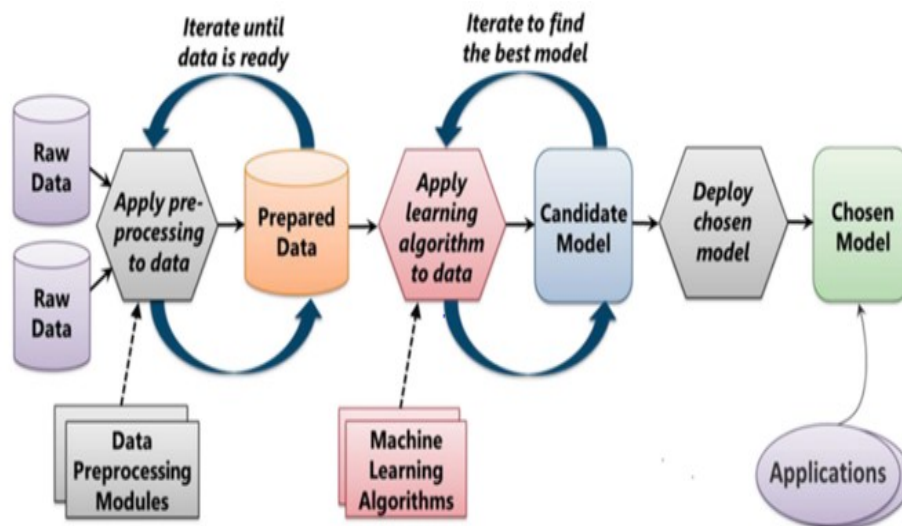 Iterate until
data is ready
Iterate to find
the best model
Raw
Data
Raw
Data
Apply pre-
processing
to data
Prepared
Data
Apply
learning
algorithm
to data
Candidate
Model
Deploy
chosen
model
Chosen
Model
Data
Preprocessing
Modules
Machine
Learning
Algorithms
Applications